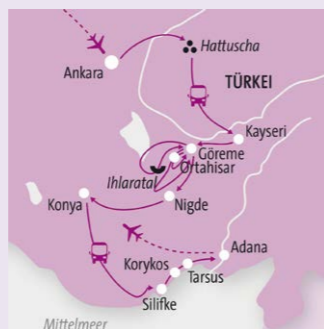 Hattuscha
Ankara
TÜRKEI
Kayseri
Göreme
Ortahisar
Ihlaratal
Konya
Nigde
Adana
Korykos
Tarsus
Silifke
Mittelmeer